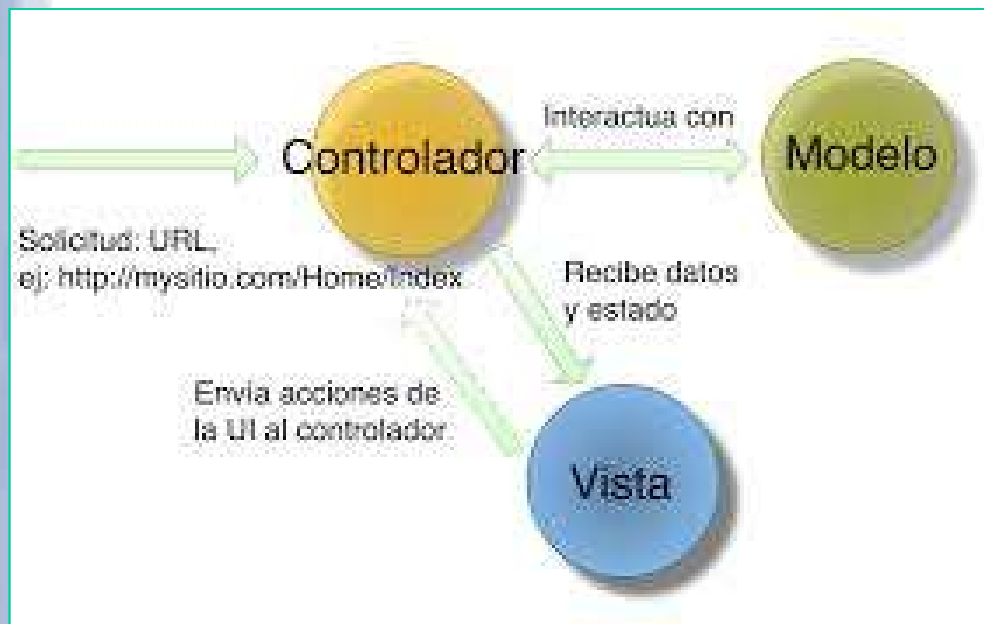 Controlador
Interactua con
Modelo
Solicitud: URL,
ej: http://mysitio.com/Home/Index
Recibe datos
y estado
Envía acciones de
la UI al controlador
Vista